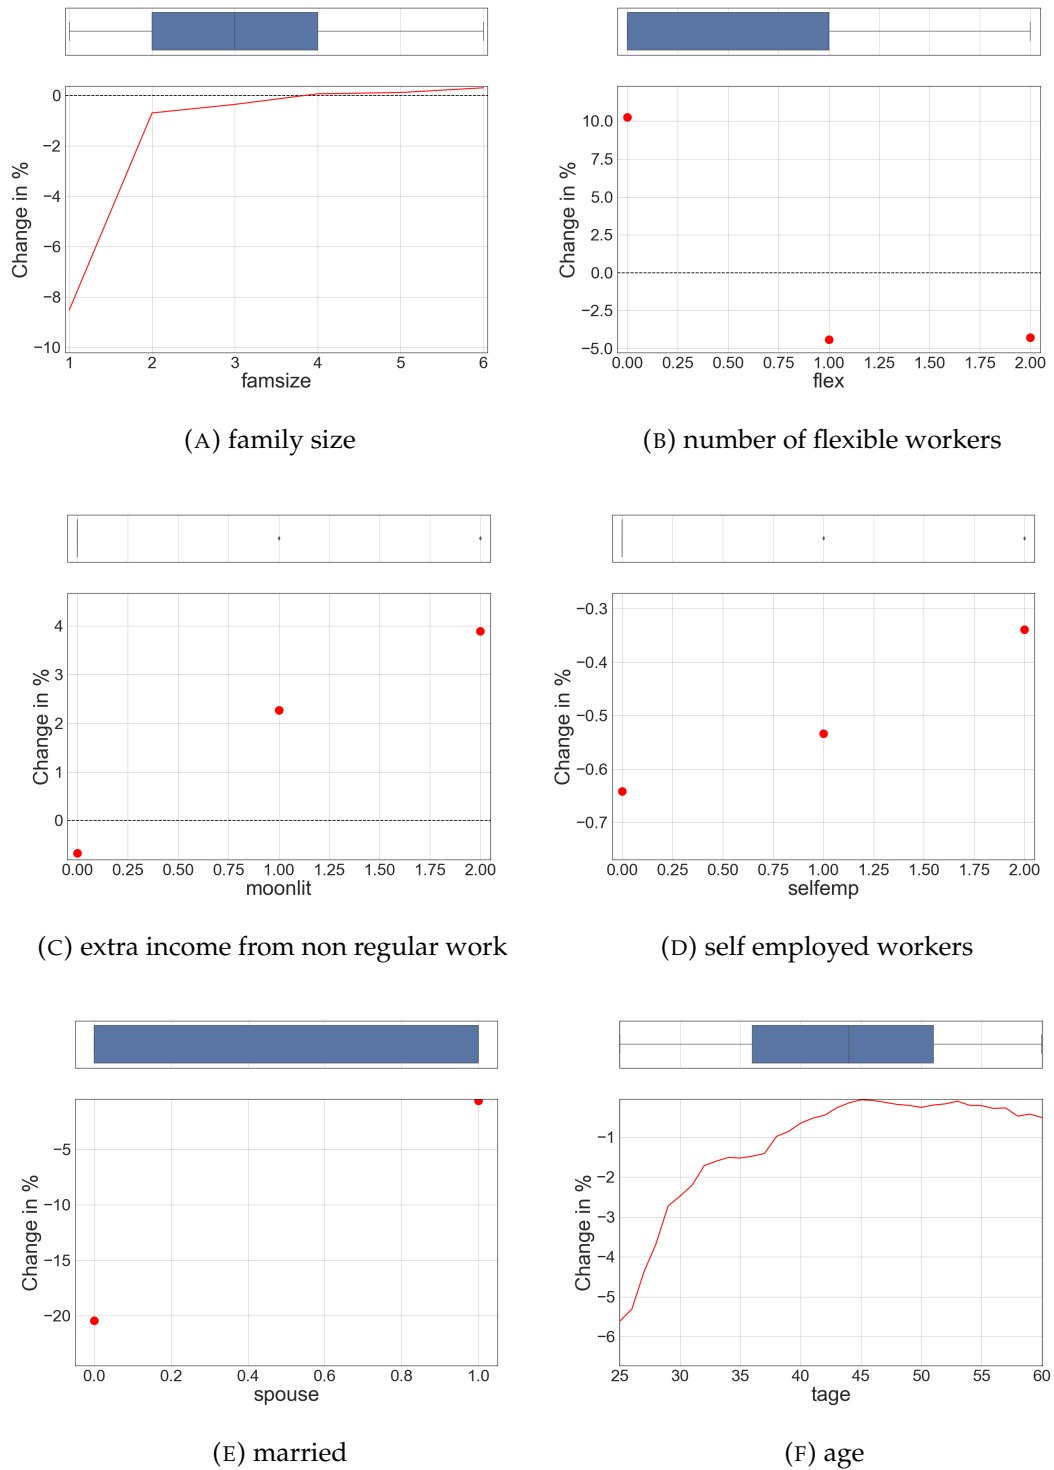 0
−2
−4
−6
−8
−10
Change in %
1 2 3 4 5 6
famsize
(A) family size
10.0
7.5
5.0
2.5
0.0
−2.5
−5.0
Change in %
0.00 0.25 0.50 0.75 1.00 1.25 1.50 1.75 2.00
flex
(B) number of flexible workers
4
3
2
1
0
Change in %
0.00 0.25 0.50 0.75 1.00 1.25 1.50 1.75 2.00
moonlit
(C) extra income from non regular work
−0.3
−0.4
−0.5
−0.6
−0.7
Change in %
0.00 0.25 0.50 0.75 1.00 1.25 1.50 1.75 2.00
selfemp
(D) self employed workers
−5
−10
−15
−20
Change in %
0.0 0.2 0.4 0.6 0.8 1.0
spouse
(E) married
−1
−2
−3
−4
−5
−6
Change in %
25 30 35 40 45 50 55 60
tage
(F) age